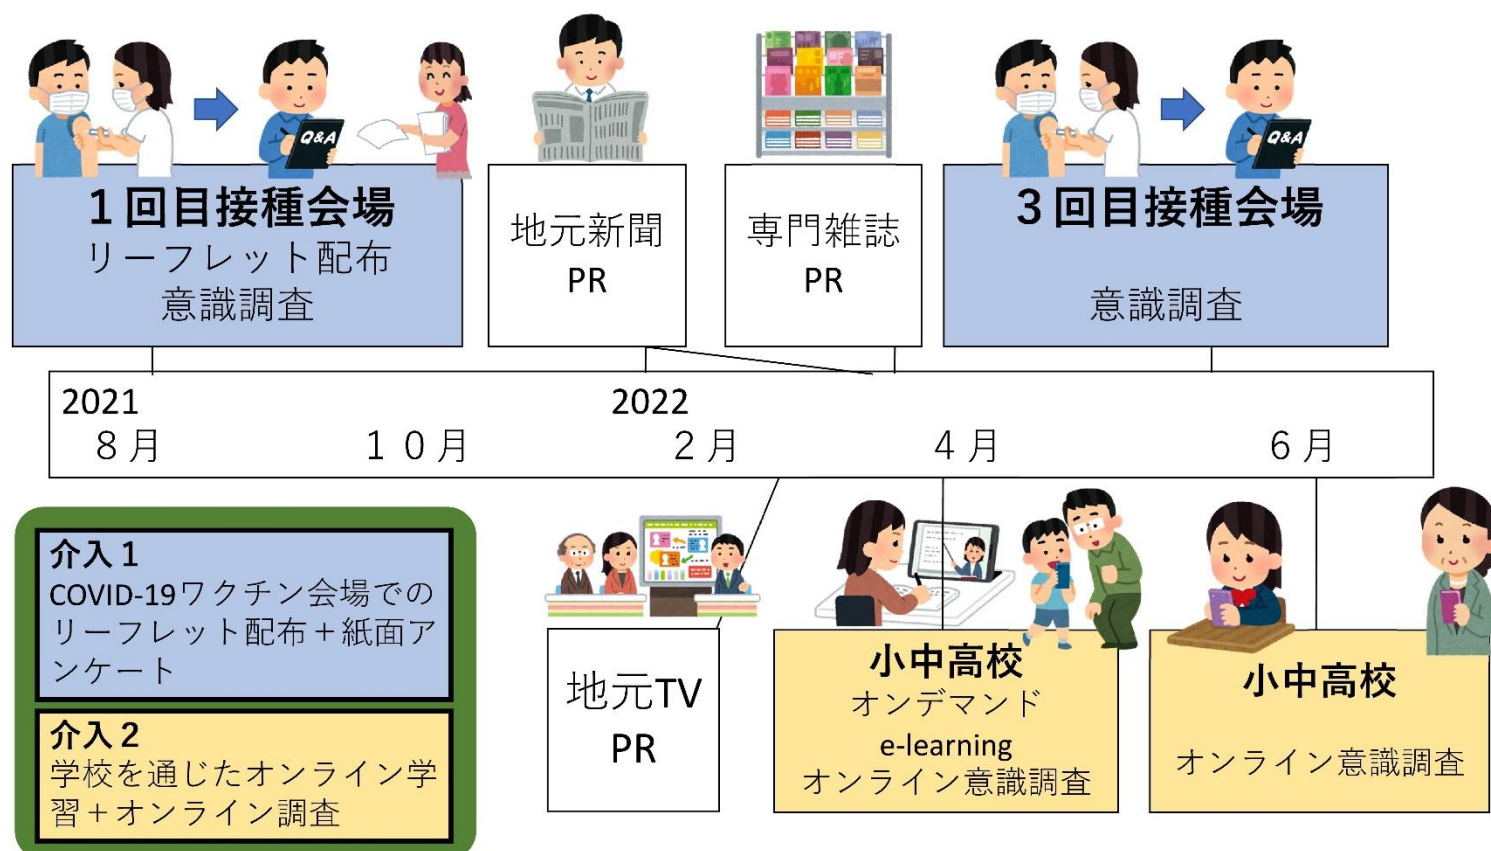 Q&A
Q&A
１回目接種会場
リーフレット配布
意識調査
地元新聞
PR
専門雑誌
PR
３回目接種会場
意識調査
2021
８月
１０月
2022
２月
４月
６月
介入１
COVID-19ワクチン会場での
リーフレット配布＋紙面ア
ンケート
介入２
学校を通じたオンライン学
習＋オンライン調査
地元TV
PR
小中高校
オンデマンド
e-learning
オンライン意識調査
小中高校
オンライン意識調査